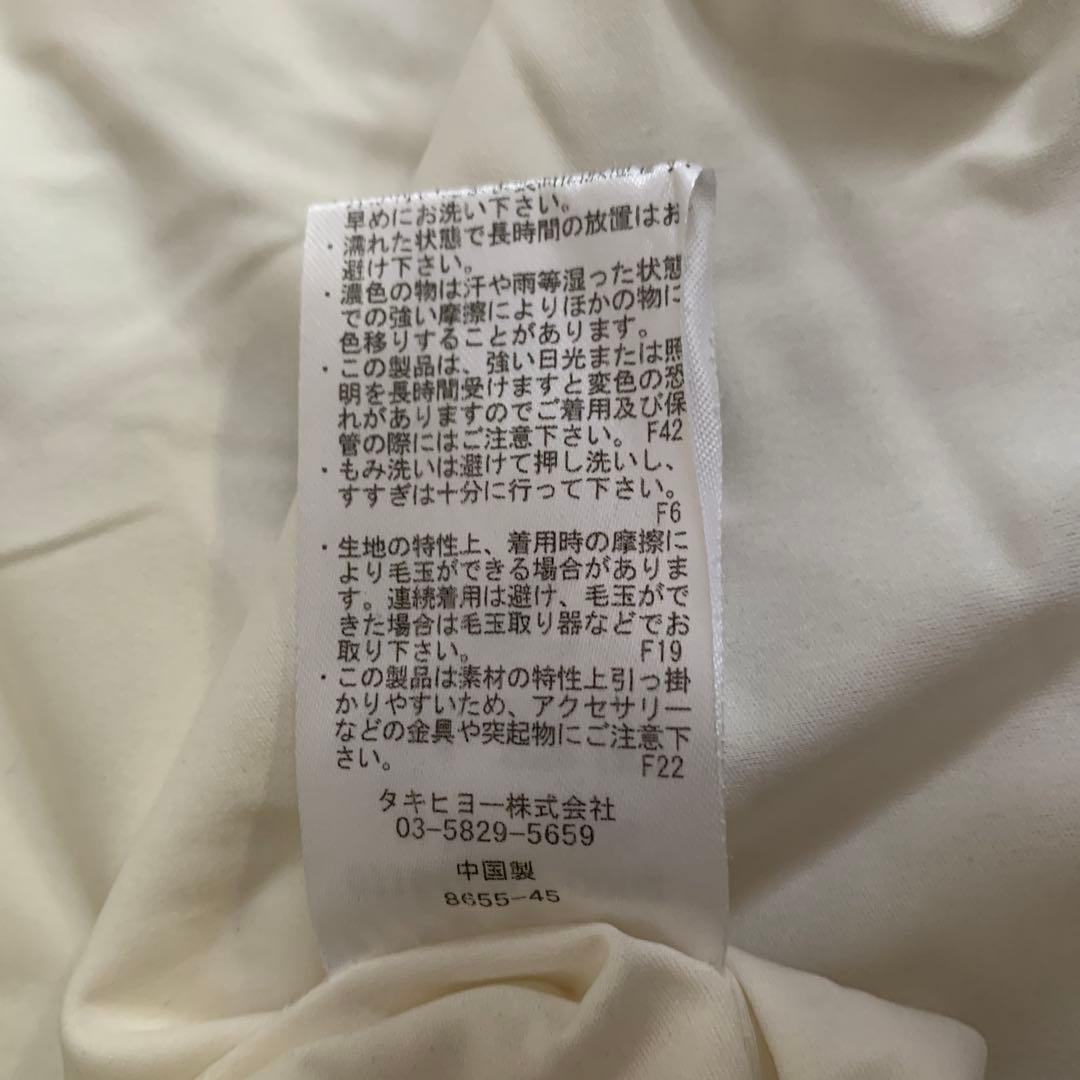 早めにお洗い下さい。
・濡れた状態で長時間の放置はお
避け下さい。
・濃色の物は汗や雨等湿った状態
での強い摩擦によりほかの物に
色移りすることがあります。
・この製品は、強い日光または照
明を長時間受けますと変色の恐
れがありますのでご着用及び保
管の際にはご注意下さい。 F42
・もみ洗いは避けて押し洗いし、
すすぎは十分に行って下さい。
F6
・生地の特性上、着用時の摩擦に
より毛玉ができる場合がありま
す。連続着用は避け、毛玉がで
きた場合は毛玉取り器などでお
取り下さい。 F19
・この製品は素材の特性上引っ掛
かりやすいため、アクセサリー
などの金具や突起物にご注意下
さい。 F22
タキヒヨー株式会社
03-5829-5659
中国製
8655-45